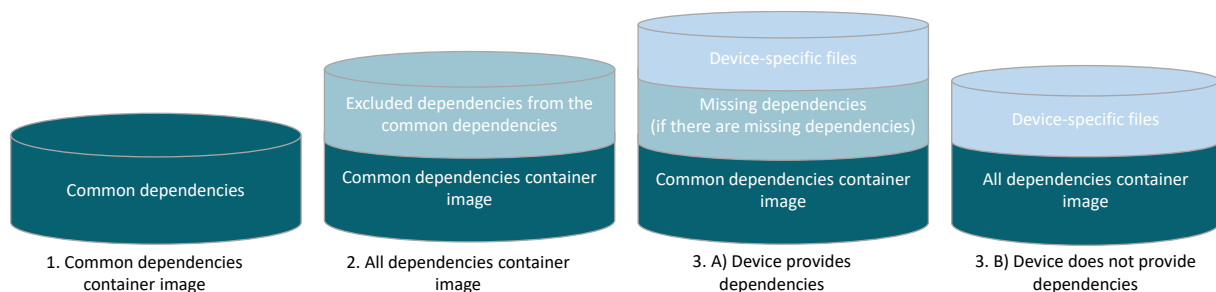 Common dependencies
1. Common dependencies
container image
Excluded dependencies from the
common dependencies
Common dependencies container
image
2. All dependencies container
image
Device-specific files
Missing dependencies
(if there are missing dependencies)
Common dependencies container
image
3. A) Device provides
dependencies
Device-specific files
All dependencies container
image
3. B) Device does not provide
dependencies